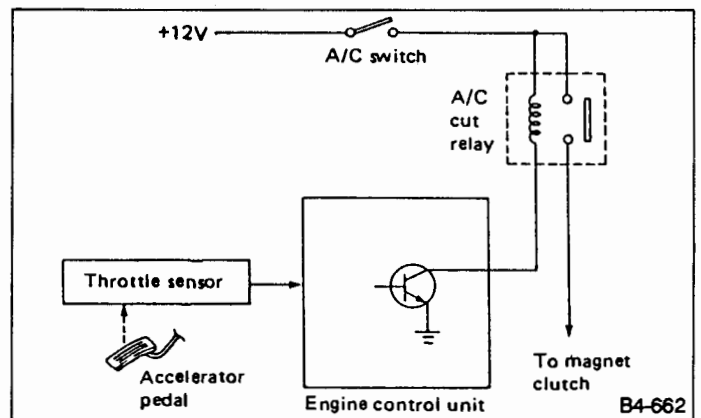 +12V
A/C switch
A/C
cut
relay
Throttle sensor
Accelerator
pedal
Engine control unit
To magnet
clutch
B4-662